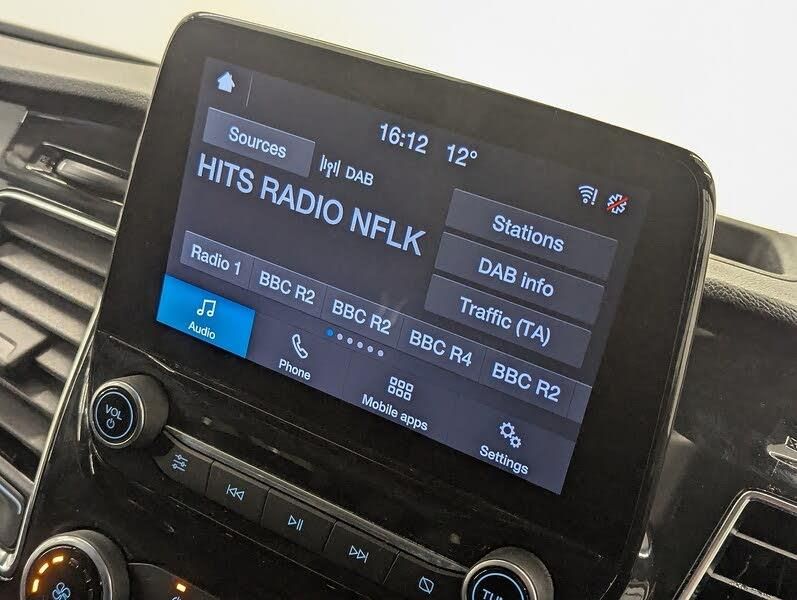 16:12 12°
Sources DAB
HITS RADIO NFLK
Stations
DAB info
Traffic (TA)
Radio 1 BBC R2 BBC R2 BBC R4 BBC R2
Audio Phone Mobile apps Settings
VOL